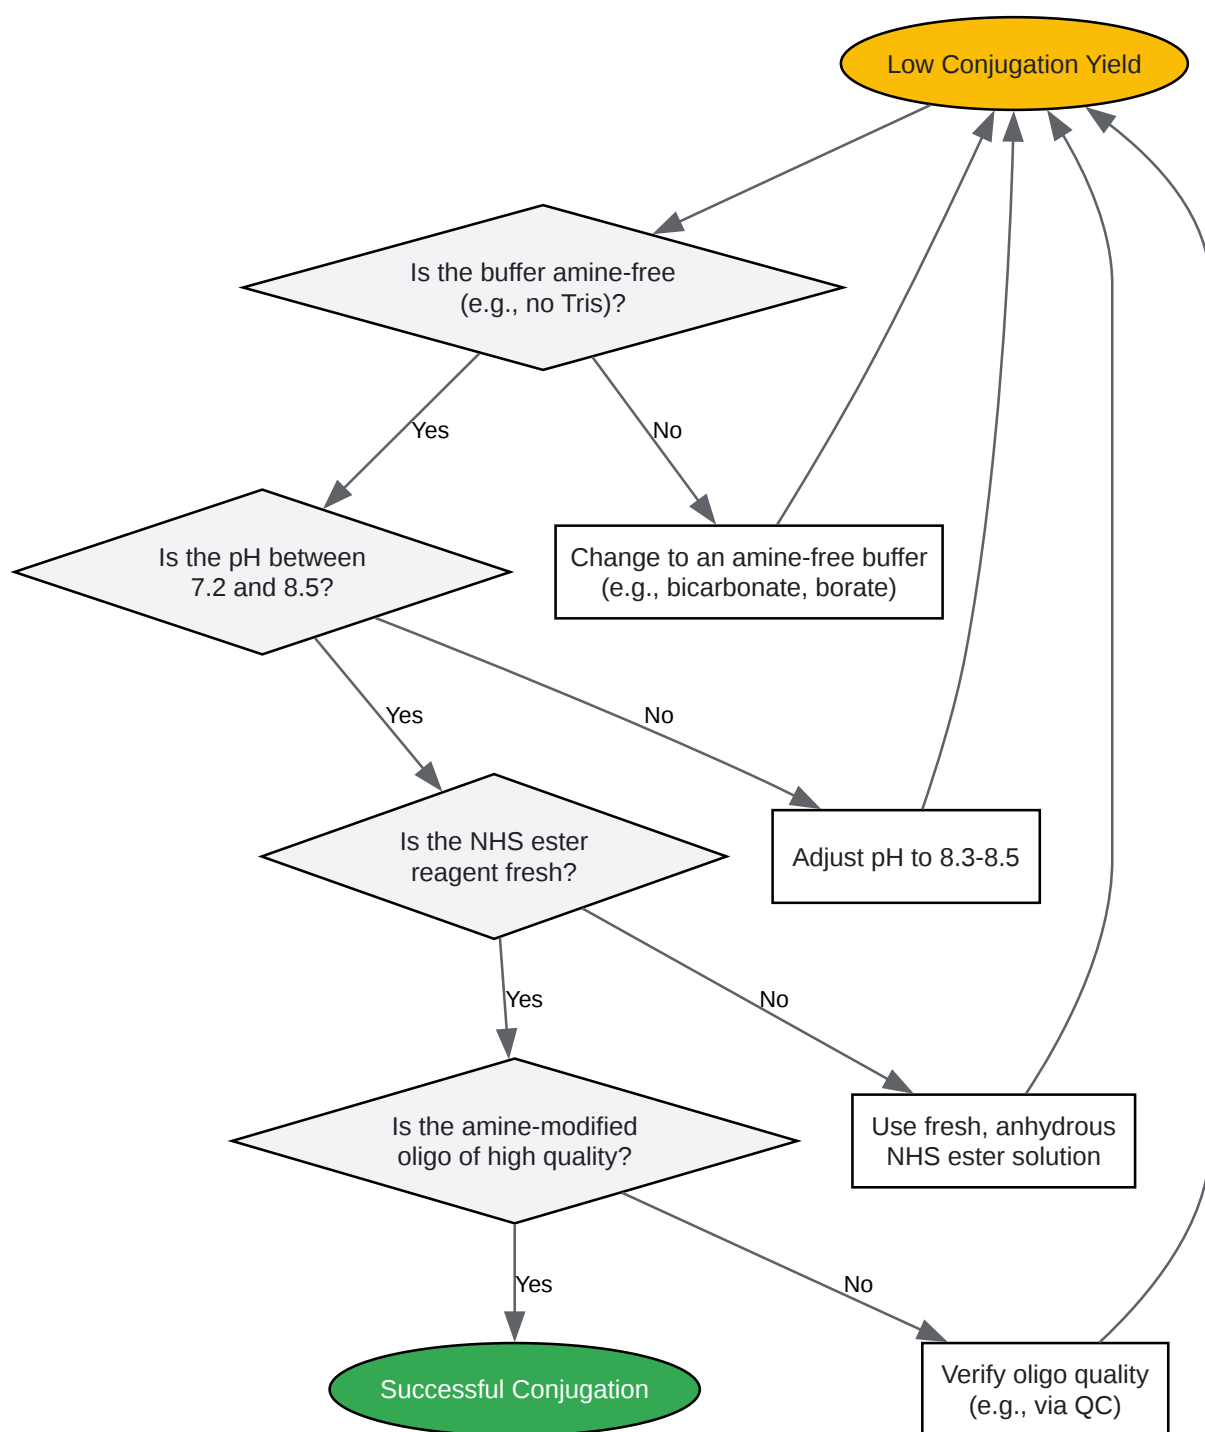 Low Conjugation Yield
Is the buffer amine-free
(e.g., no Tris)?
Yes
No
Is the pH between
7.2 and 8.5?
Change to an amine-free buffer
(e.g., bicarbonate, borate)
Yes
No
Is the NHS ester
reagent fresh?
Adjust pH to 8.3-8.5
Yes
No
Is the amine-modified
oligo of high quality?
Use fresh, anhydrous
NHS ester solution
Yes
No
Successful Conjugation
Verify oligo quality
(e.g., via QC)